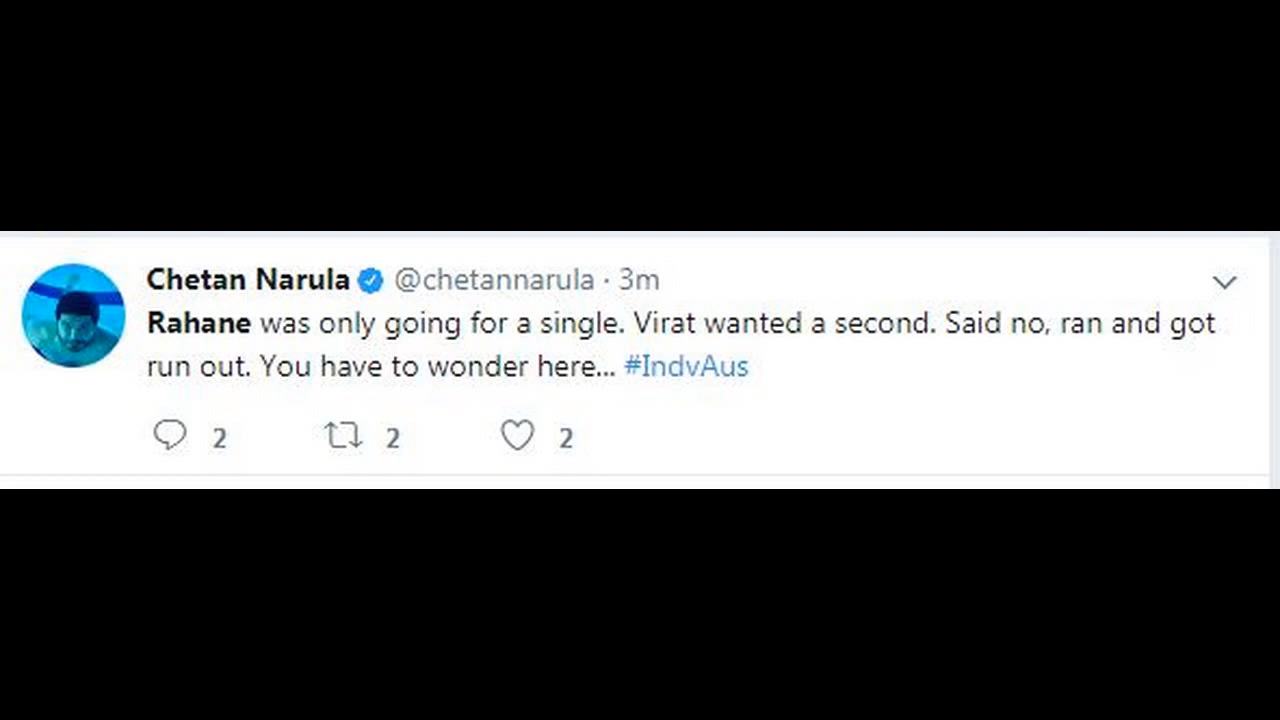 Chetan Narula @chetannarula · 3m
Rahane was only going for a single. Virat wanted a second. Said no, ran and got
run out. You have to wonder here... #IndvAus
2 2 2